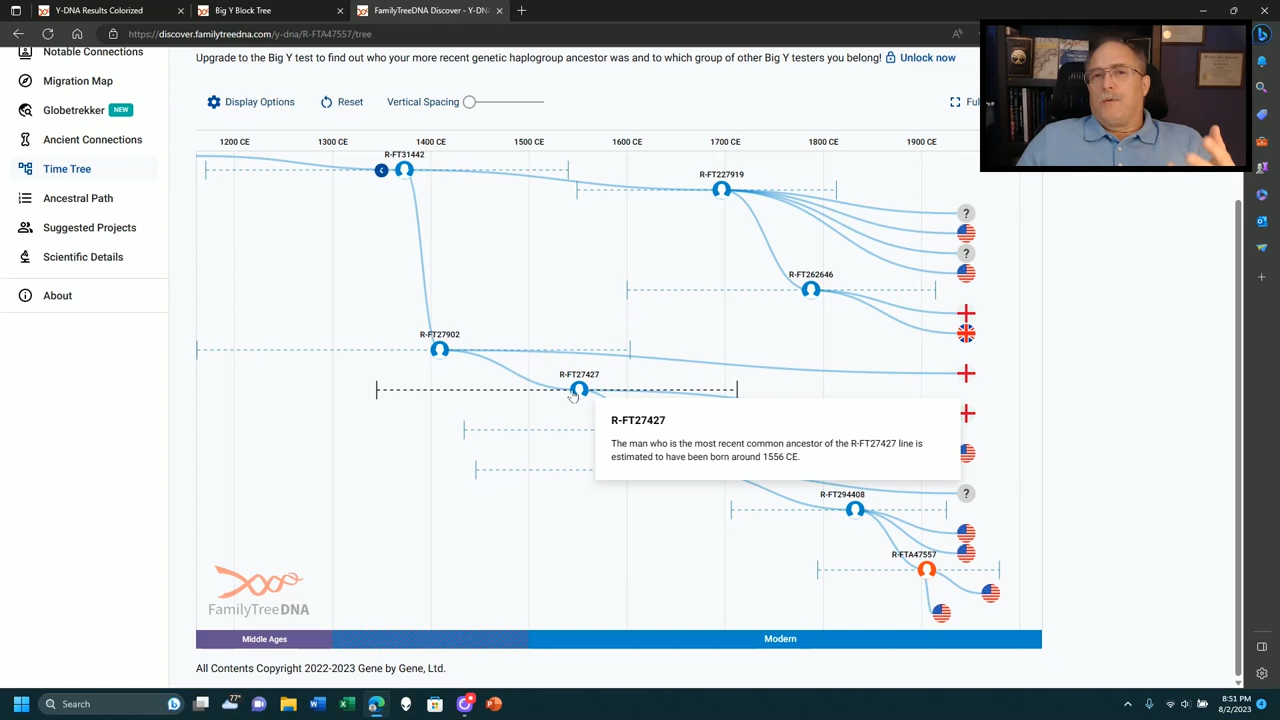 Y-DNA Results Colorized
Big Y Block Tree
FamilyTreeDNA Discover - Y-DNA
https://discover.familytreedna.com/y-dna/R-FTA47557/tree
Notable Connections
Migration Map
Globetrekker NEW
Ancient Connections
Time Tree
Ancestral Path
Suggested Projects
Scientific Details
About
Upgrade to the Big Y test to find out who your more recent genetic haplogroup ancestor was and to which group of other Big Y testers you belong! Unlock now
Display Options
Reset
Vertical Spacing
1200 CE
1300 CE
1400 CE
1500 CE
1600 CE
1700 CE
1800 CE
1900 CE
R-FT31442
R-FT227919
?
?
R-FT262646
R-FT27902
R-FT27427
R-FT27427
The man who is the most recent common ancestor of the R-FT27427 line is
estimated to have been born around 1556 CE.
R-FT294408
?
R-FTA47557
FamilyTreeDNA
Middle Ages
Modern
All Contents Copyright 2022-2023 Gene by Gene, Ltd.
Search
77°
8:51 PM
8/2/2023